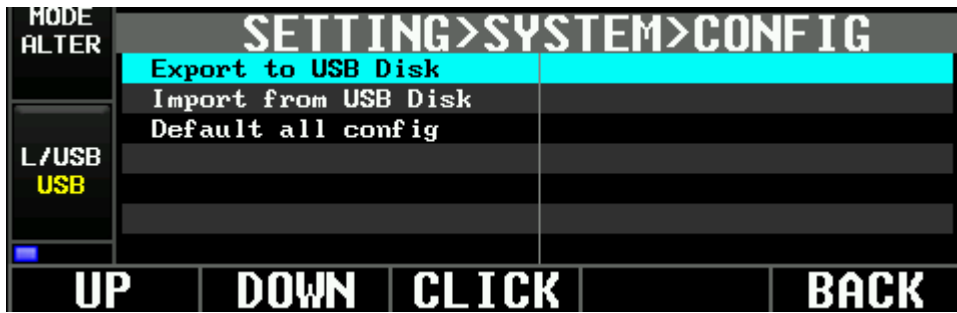 MODE
ALTER
SETTING>SYSTEM>CONFIG
Export to USB Disk
Import from USB Disk
Default all config
L/USB
USB
UP DOWN CLICK BACK